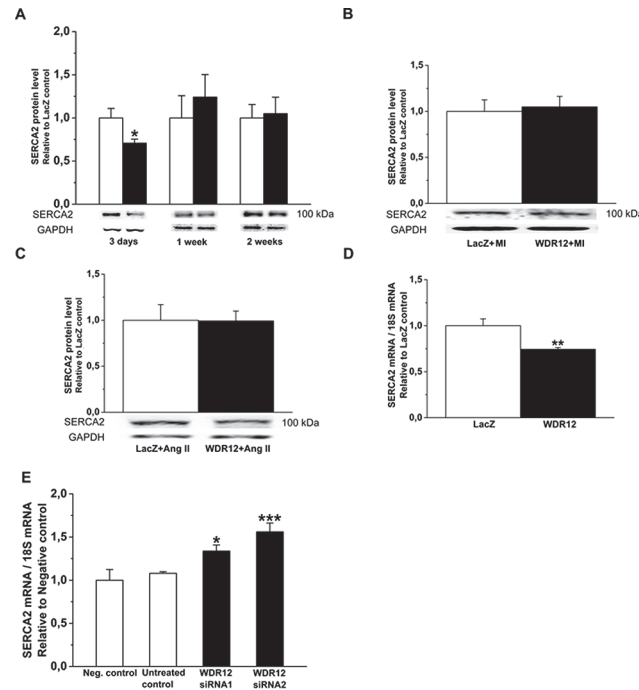 A
SERCA2 protein level
Relative to LacZ control
2,0
1,5
1,0
0,5
0,0
*
SERCA2
100 kDa
GAPDH
3 days
1 week
2 weeks
B
SERCA2 protein level
Relative to LacZ control
1,5
1,0
0,5
0,0
SERCA2
100 kDa
GAPDH
LacZ+MI
WDR12+MI
C
SERCA2 protein level
Relative to LacZ control
1,5
1,0
0,5
0,0
SERCA2
100 kDa
GAPDH
LacZ+Ang II
WDR12+Ang II
D
SERCA2 mRNA / 18S mRNA
Relative to LacZ control
1,5
1,0
0,5
0,0
**
LacZ
WDR12
E
SERCA2 mRNA / 18S mRNA
Relative to Negative control
2,0
1,5
1,0
0,5
0,0
*
***
Neg. control
Untreated
control
WDR12
siRNA1
WDR12
siRNA2